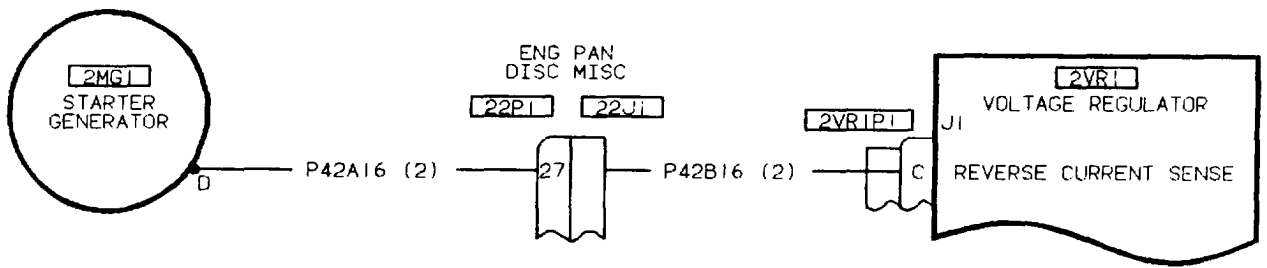 2MG1
STARTER
GENERATOR
D
P42A16 (2)
ENG PAN
DISC MISC
22P1
22J1
27
P42B16 (2)
2VR1P1
J1
C
2VR1
VOLTAGE REGULATOR
REVERSE CURRENT SENSE